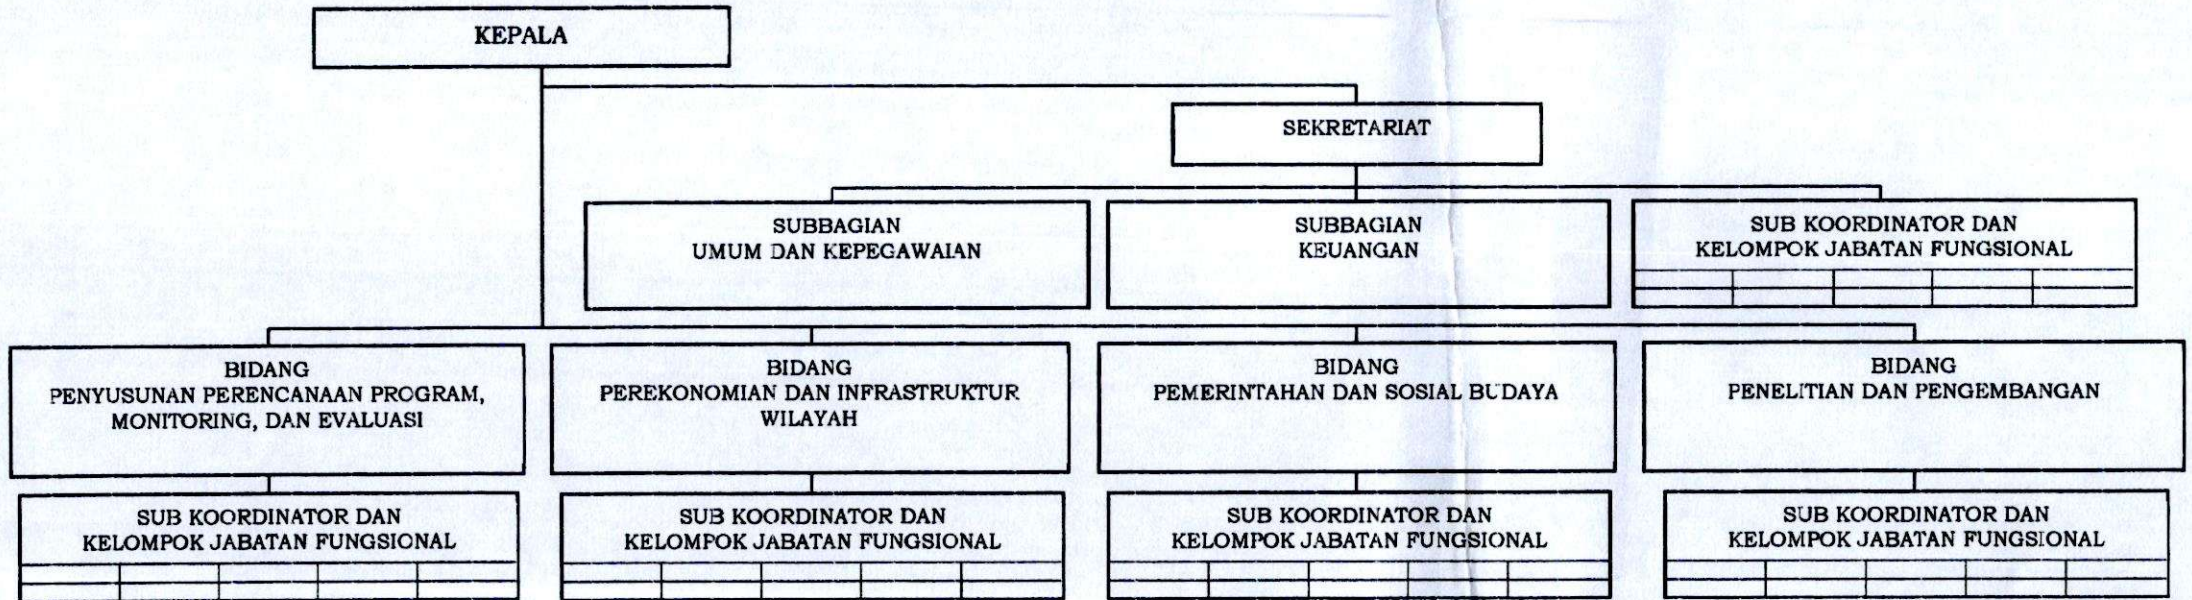 KEPALA
SEKRETARIAT
SUBBAGIAN
UMUM DAN KEPEGAWAIAN
SUBBAGIAN
KEUANGAN
SUB KOORDINATOR DAN
KELOMPOK JABATAN FUNGSIONAL
BIDANG
PENYUSUNAN PERENCANAAN PROGRAM,
MONITORING, DAN EVALUASI
BIDANG
PEREKONOMIAN DAN INFRASTRUKTUR
WILAYAH
BIDANG
PEMERINTAHAN DAN SOSIAL BUDAYA
BIDANG
PENELITIAN DAN PENGEMBANGAN
SUB KOORDINATOR DAN
KELOMPOK JABATAN FUNGSIONAL
SUB KOORDINATOR DAN
KELOMPOK JABATAN FUNGSIONAL
SUB KOORDINATOR DAN
KELOMPOK JABATAN FUNGSIONAL
SUB KOORDINATOR DAN
KELOMPOK JABATAN FUNGSIONAL